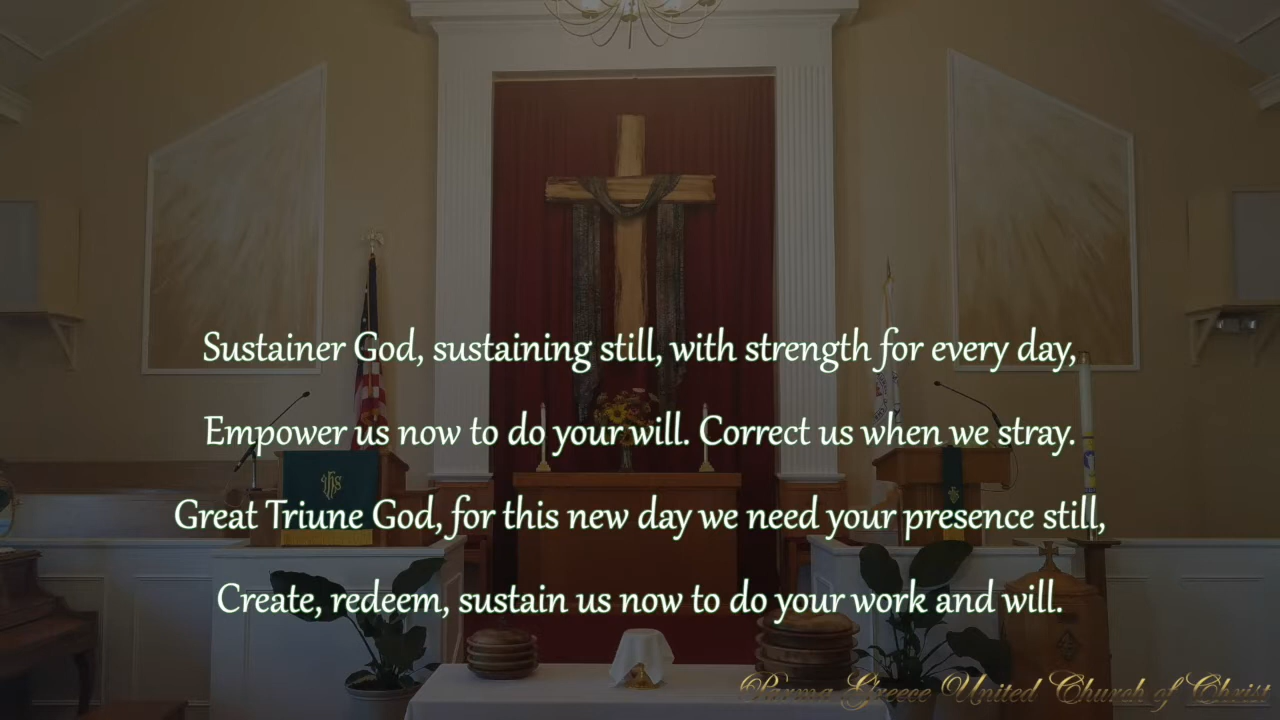 Sustainer God, sustaining still, with strength for every day,
Empower us now to do your will. Correct us when we stray.
Great Triune God, for this new day we need your presence still,
Create, redeem, sustain us now to do your work and will.
IHS
Parma Greece United Church of Christ